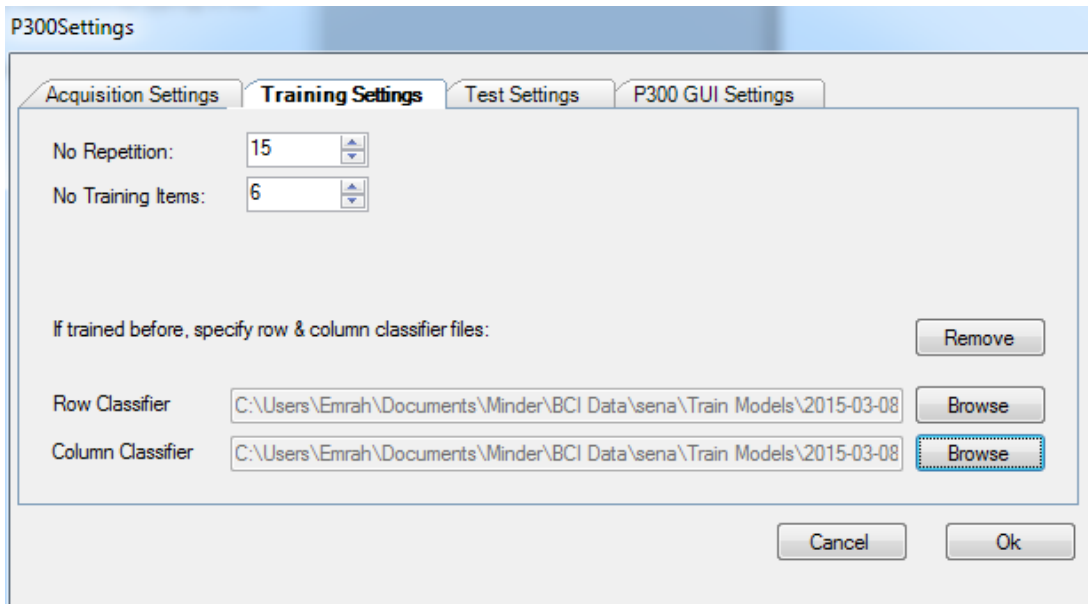 P300Settings
Acquisition Settings Training Settings Test Settings P300 GUI Settings
No Repetition: 15
No Training Items: 6
If trained before, specify row & column classifier files:
Remove
Row Classifier C:\Users\Emrah\Documents\Minder\BCI Data\sena\Train Models\2015-03-08 Browse
Column Classifier C:\Users\Emrah\Documents\Minder\BCI Data\sena\Train Models\2015-03-08 Browse
Cancel Ok